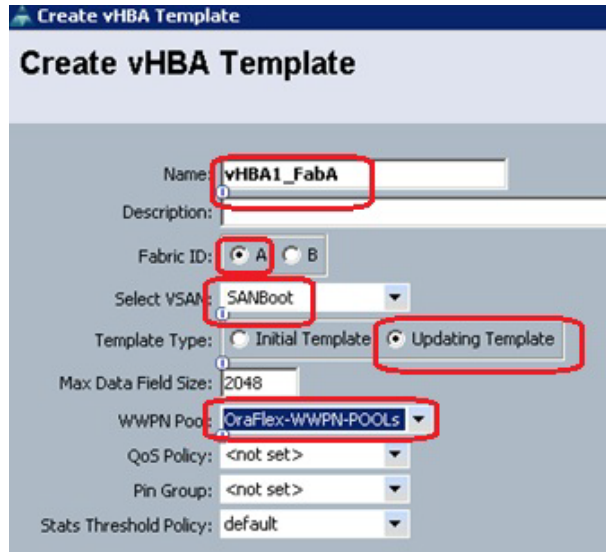 Create vHBA Template
Create vHBA Template
Name: vHBA1_FabA
Description:
Fabric ID: A B
Select VSAN: SANBoot
Template Type: Initial Template Updating Template
Max Data Field Size: 2048
WWPN Pool: OraFlex-WWPN-POOLs
QoS Policy: <not set>
Pin Group: <not set>
Stats Threshold Policy: default